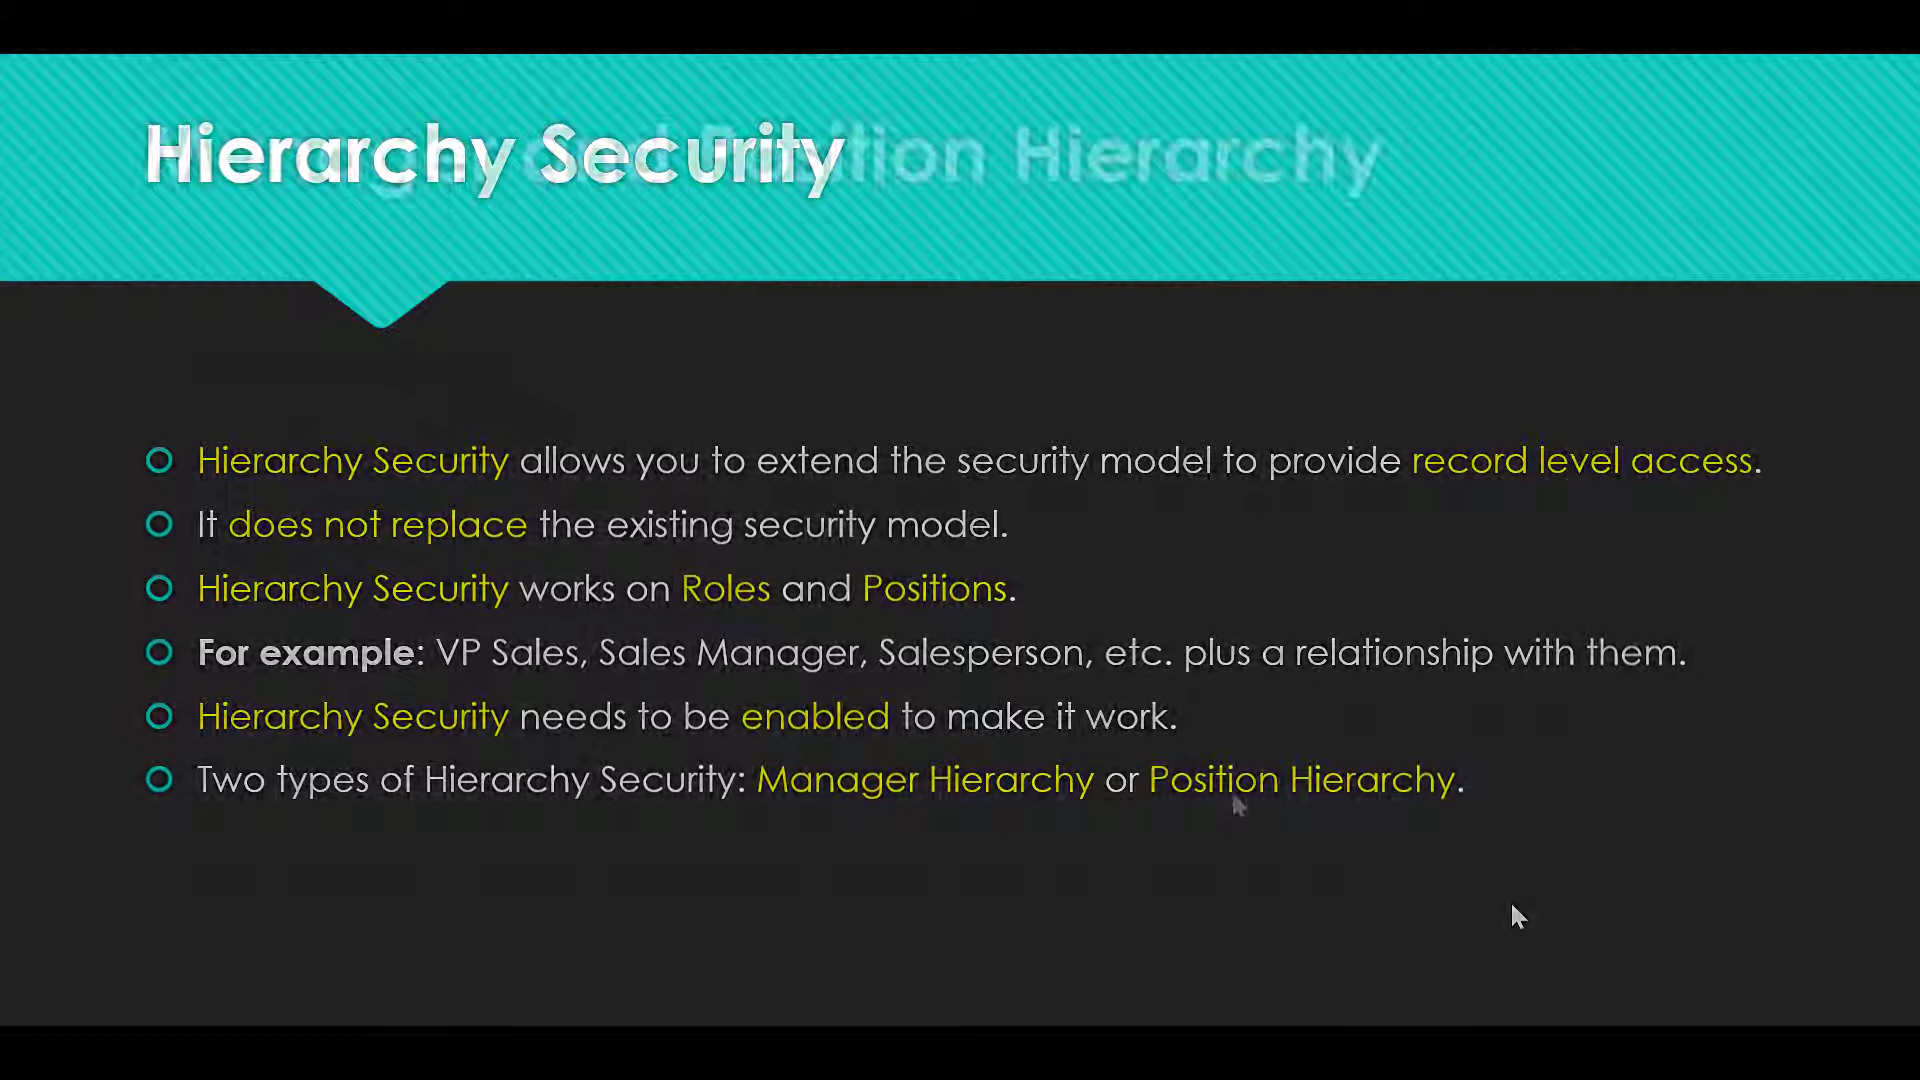 Hierarchy Security
Position Hierarchy
Hierarchy Security allows you to extend the security model to provide record level access.
It does not replace the existing security model.
Hierarchy Security works on Roles and Positions.
For example: VP Sales, Sales Manager, Salesperson, etc. plus a relationship with them.
Hierarchy Security needs to be enabled to make it work.
Two types of Hierarchy Security: Manager Hierarchy or Position Hierarchy.